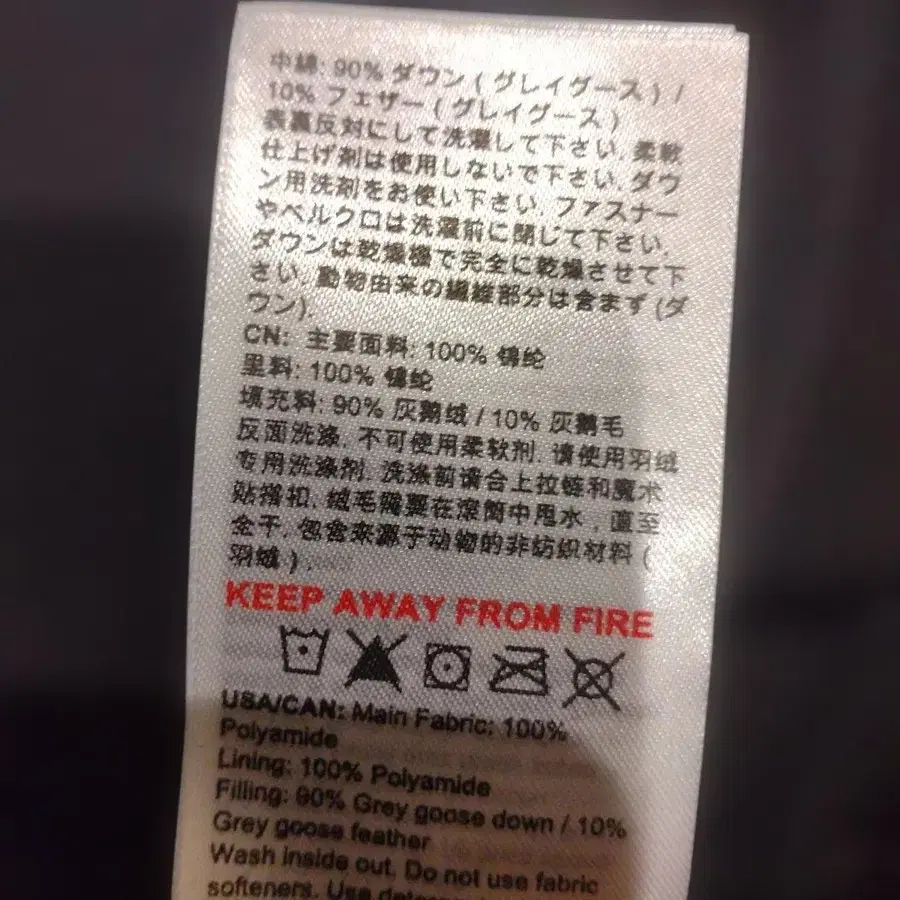 中綿: 90% ダウン ( グレイグース ) /
10% フェザー ( グレイグース )
表裏反対にして洗濯して下さい. 柔軟
仕上げ剤は使用しないで下さい. ダウ
ン用洗剤をお使い下さい. ファスナー
やベルクロは洗濯前に閉じて下さい.
ダウンは乾燥機で完全に乾燥させて下
さい. 動物由来の繊維部分は含まず (ダ
ウン).
CN: 主要面料: 100% 锦纶
里料: 100% 锦纶
填充料: 90% 灰鹅绒 / 10% 灰鹅毛
反面洗涤. 不可使用柔软剂. 请使用羽绒
专用洗涤剂. 洗涤前请合上拉链和魔术
贴搭扣. 绒毛需要在滚筒中甩水 , 直至
全干. 包含来源于动物的非纺织材料 (
羽绒 ) .
KEEP AWAY FROM FIRE
USA/CAN: Main Fabric: 100%
Polyamide
Lining: 100% Polyamide
Filling: 90% Grey goose down / 10%
Grey goose feather
Wash inside out. Do not use fabric
softeners. Use